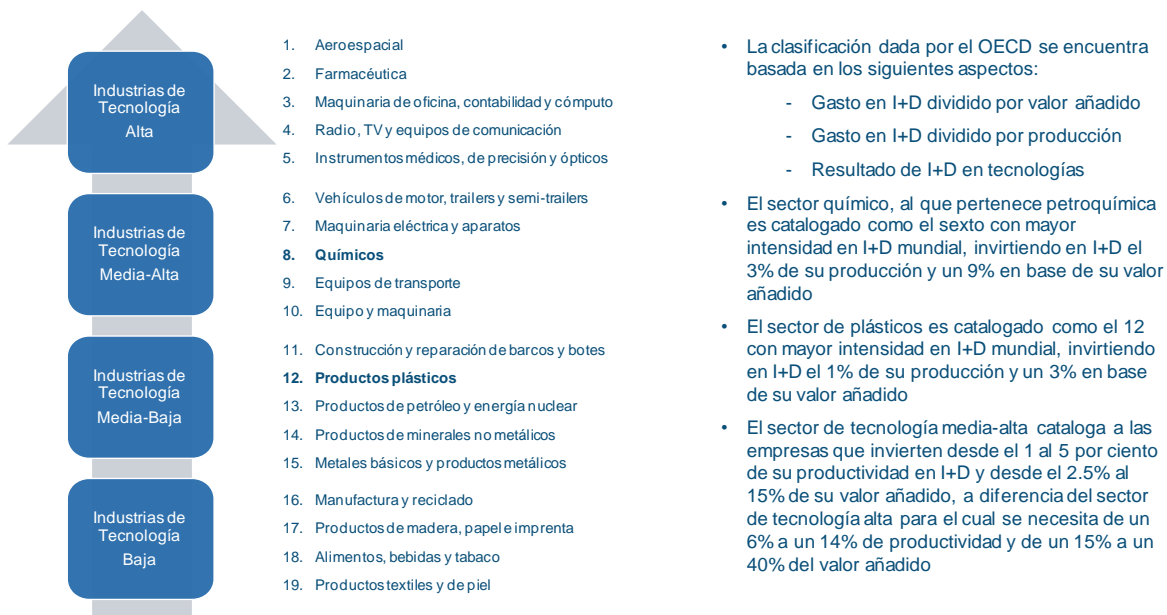 Industrias de
Tecnología
Alta
1. Aeroespacial
2. Farmacéutica
3. Maquinaria de oficina, contabilidad y cómputo
4. Radio, TV y equipos de comunicación
5. Instrumentos médicos, de precisión y ópticos
Industrias de
Tecnología
Media-Alta
6. Vehículos de motor, trailers y semi-trailers
7. Maquinaria eléctrica y aparatos
8. Químicos
9. Equipos de transporte
10. Equipo y maquinaria
Industrias de
Tecnología
Media-Baja
11. Construcción y reparación de barcos y botes
12. Productos plásticos
13. Productos de petróleo y energía nuclear
14. Productos de minerales no metálicos
15. Metales básicos y productos metálicos
Industrias de
Tecnología
Baja
16. Manufactura y reciclado
17. Productos de madera, papel e imprenta
18. Alimentos, bebidas y tabaco
19. Productos textiles y de piel
• La clasificación dada por el OECD se encuentra
basada en los siguientes aspectos:
- Gasto en I+D dividido por valor añadido
- Gasto en I+D dividido por producción
- Resultado de I+D en tecnologías
• El sector químico, al que pertenece petroquímica
es catalogado como el sexto con mayor
intensidad en I+D mundial, invirtiendo en I+D el
3% de su producción y un 9% en base de su valor
añadido
• El sector de plásticos es catalogado como el 12
con mayor intensidad en I+D mundial, invirtiendo
en I+D el 1% de su producción y un 3% en base
de su valor añadido
• El sector de tecnología media-alta cataloga a las
empresas que invierten desde el 1 al 5 por ciento
de su productividad en I+D y desde el 2.5% al
15% de su valor añadido, a diferencia del sector
de tecnología alta para el cual se necesita de un
6% a un 14% de productividad y de un 15% a un
40% del valor añadido